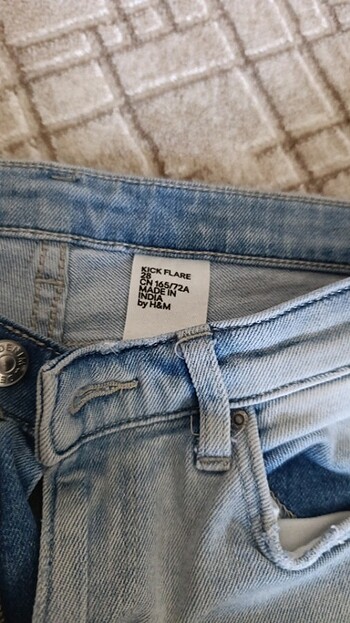 KICK FLARE
28
CN 165/72A
MADE IN
INDIA
by H&M